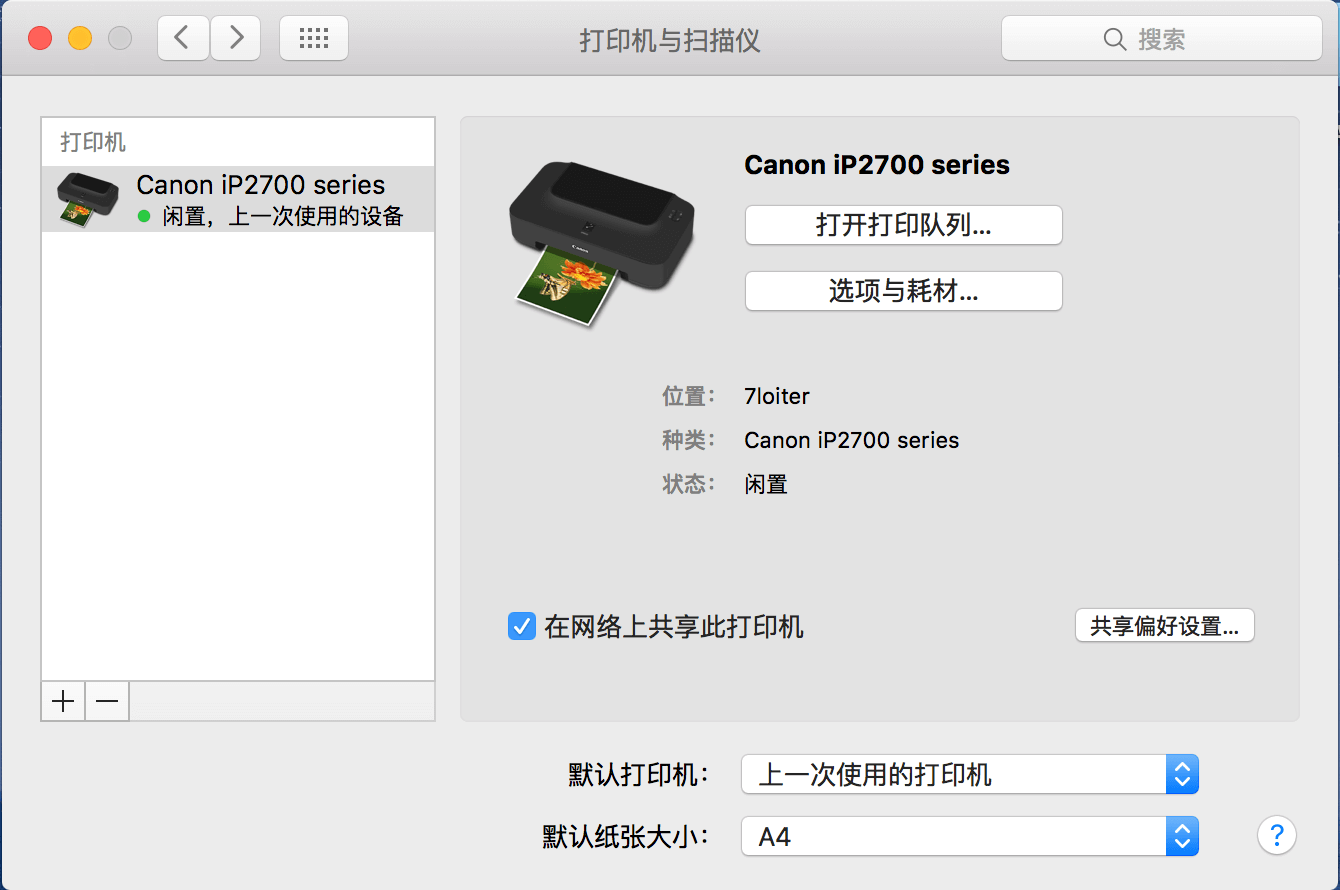 打印机与扫描仪
搜索
打印机
Canon iP2700 series
闲置，上一次使用的设备
Canon iP2700 series
打开打印队列...
选项与耗材...
位置： 7loiter
种类： Canon iP2700 series
状态： 闲置
在网络上共享此打印机
共享偏好设置...
默认打印机： 上一次使用的打印机
默认纸张大小： A4
?